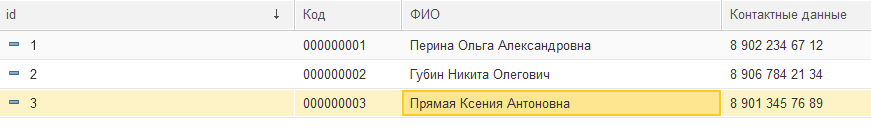 id ↓ Код ФИО Контактные данные
1 000000001 Перина Ольга Александровна 8 902 234 67 12
2 000000002 Губин Никита Олегович 8 906 784 21 34
3 000000003 Прямая Ксения Антоновна 8 901 345 76 89